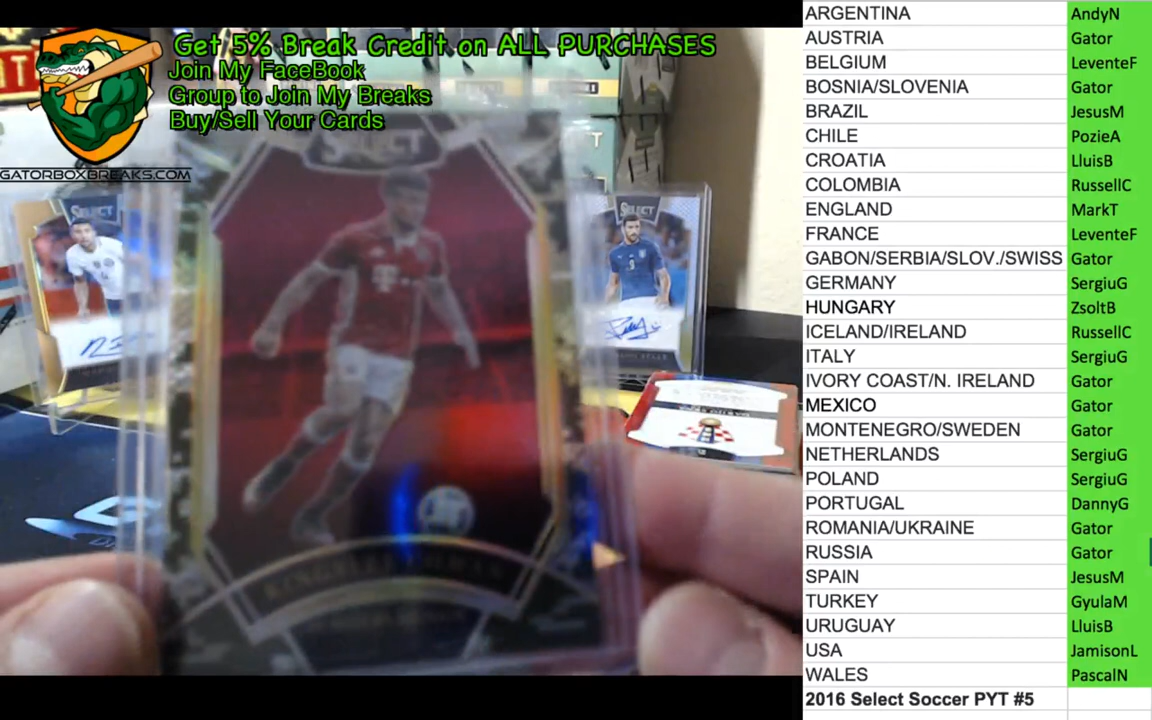 Get 5% Break Credit on ALL PURCHASES
Join My FaceBook
Group to Join My Breaks
Buy/Sell Your Cards
GATORBOXBREAKS.COM
SELECT
SELECT
SELECT
T
ARGENTINA AndyN
AUSTRIA Gator
BELGIUM LeventeF
BOSNIA/SLOVENIA Gator
BRAZIL JesusM
CHILE PozieA
CROATIA LluisB
COLOMBIA RussellC
ENGLAND MarkT
FRANCE LeventeF
GABON/SERBIA/SLOV./SWISS Gator
GERMANY SergiuG
HUNGARY ZsoltB
ICELAND/IRELAND RussellC
ITALY SergiuG
IVORY COAST/N. IRELAND Gator
MEXICO Gator
MONTENEGRO/SWEDEN Gator
NETHERLANDS SergiuG
POLAND SergiuG
PORTUGAL DannyG
ROMANIA/UKRAINE Gator
RUSSIA Gator
SPAIN JesusM
TURKEY GyulaM
URUGUAY LluisB
USA JamisonL
WALES PascalN
2016 Select Soccer PYT #5